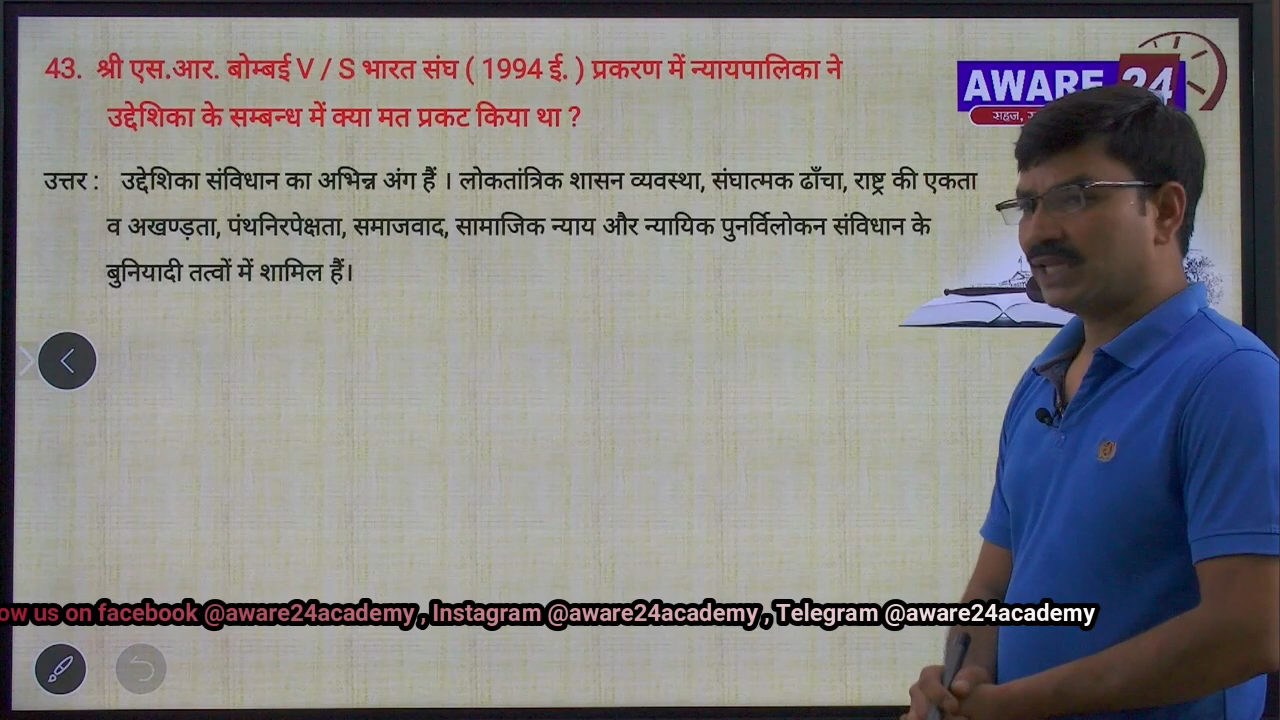 43. श्री एस.आर. बोम्बई V / S भारत संघ ( 1994 ई. ) प्रकरण में न्यायपालिका ने
उद्देशिका के सम्बन्ध में क्या मत प्रकट किया था ?
AWARE 24
सहज,
उत्तर : उद्देशिका संविधान का अभिन्न अंग हैं । लोकतांत्रिक शासन व्यवस्था, संघात्मक ढाँचा, राष्ट्र की एकता
व अखण्ड़ता, पंथनिरपेक्षता, समाजवाद, सामाजिक न्याय और न्यायिक पुनर्विलोकन संविधान के
बुनियादी तत्वों में शामिल हैं।
ow us on facebook @aware24academy , Instagram @aware24academy , Telegram @aware24academy